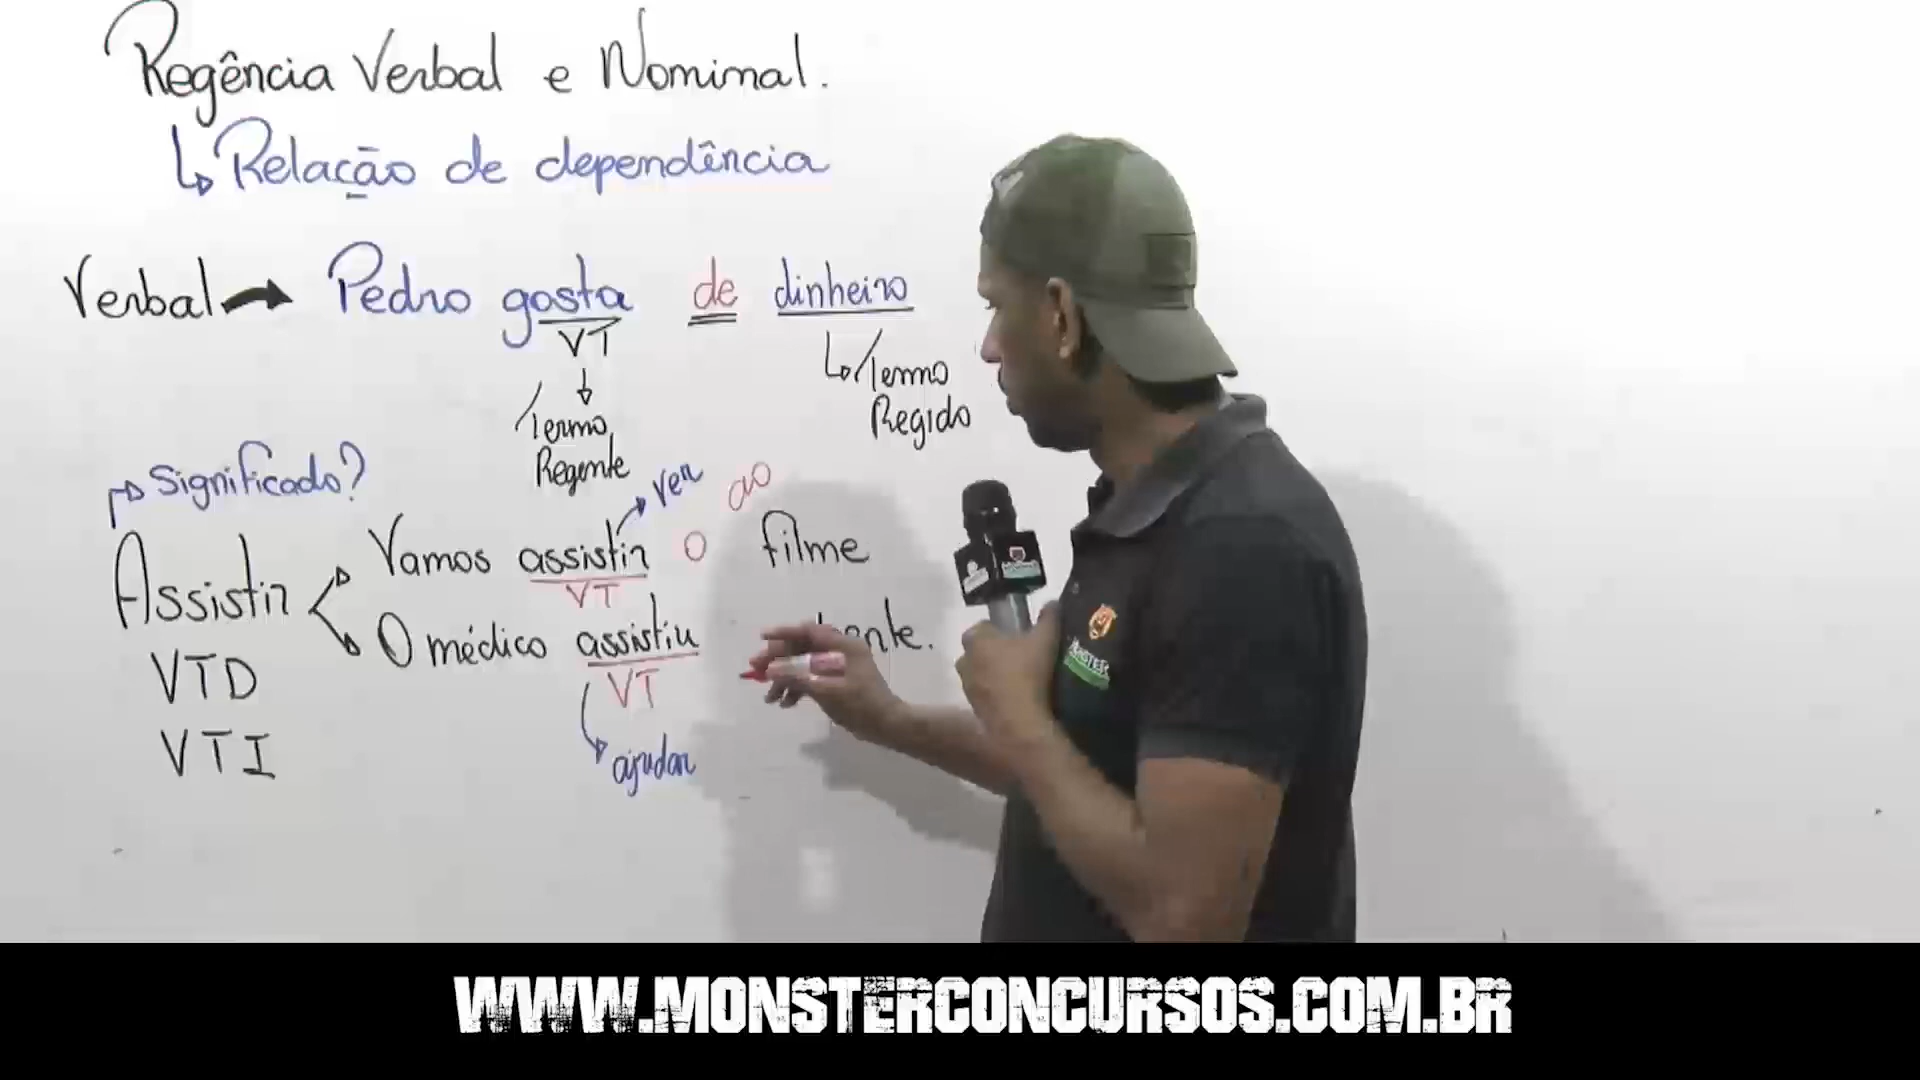 Regência Verbal e Nominal.
Relação de dependência
Verbal Pedro gosta de dinheiro
VT
Termo Regente
Termo Regido
Significado?
ver
ao
Assistir Vamos assistir o filme
VT
O médico assistiu
VT
ajudar
VTD
VTI
MONSTER
WWW.MONSTERCONCURSOS.COM.BR